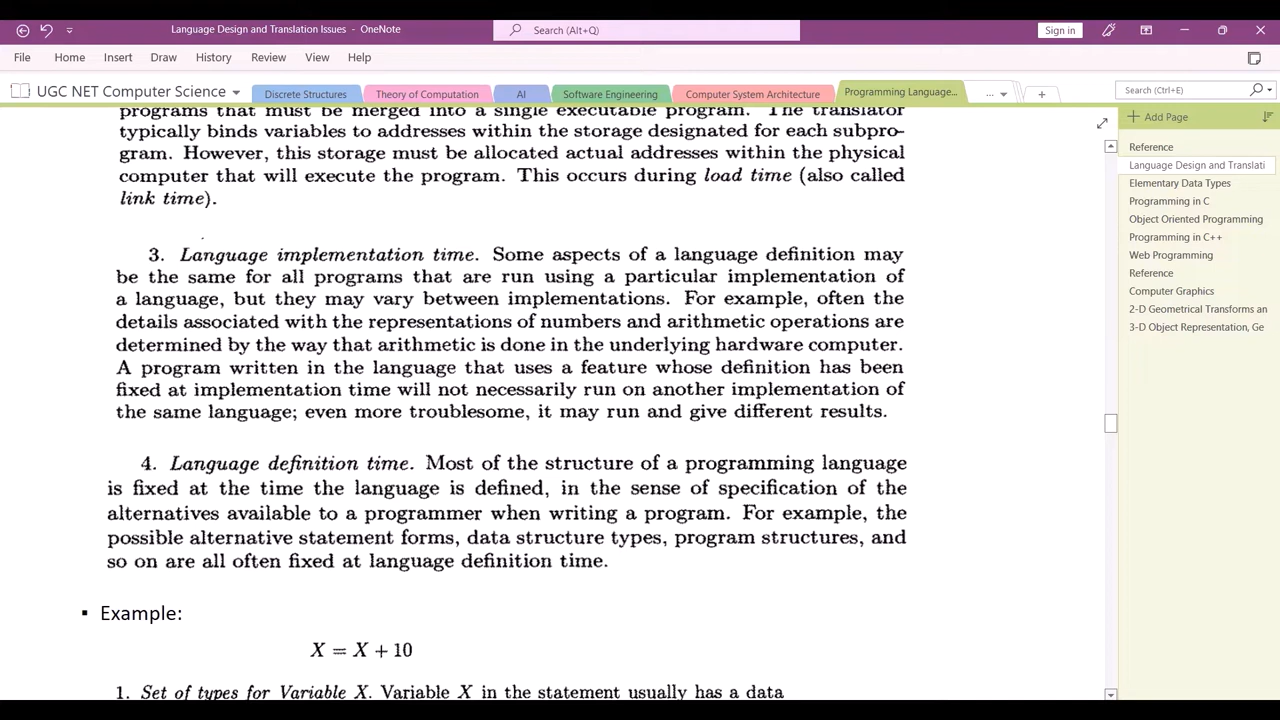 Language Design and Translation Issues - OneNote
Search (Alt+Q)
Sign in
File Home Insert Draw History Review View Help
UGC NET Computer Science
Discrete Structures
Theory of Computation
AI
Software Engineering
Computer System Architecture
Programming Language...
...
Search (Ctrl+E)
programs that must be merged into a single executable program. The translator
typically binds variables to addresses within the storage designated for each subpro-
gram. However, this storage must be allocated actual addresses within the physical
computer that will execute the program. This occurs during load time (also called
link time).
3. Language implementation time. Some aspects of a language definition may
be the same for all programs that are run using a particular implementation of
a language, but they may vary between implementations. For example, often the
details associated with the representations of numbers and arithmetic operations are
determined by the way that arithmetic is done in the underlying hardware computer.
A program written in the language that uses a feature whose definition has been
fixed at implementation time will not necessarily run on another implementation of
the same language; even more troublesome, it may run and give different results.
4. Language definition time. Most of the structure of a programming language
is fixed at the time the language is defined, in the sense of specification of the
alternatives available to a programmer when writing a program. For example, the
possible alternative statement forms, data structure types, program structures, and
so on are all often fixed at language definition time.
▪ Example:
X = X + 10
1. Set of types for Variable X. Variable X in the statement usually has a data
Add Page
Reference
Language Design and Translati
Elementary Data Types
Programming in C
Object Oriented Programming
Programming in C++
Web Programming
Reference
Computer Graphics
2-D Geometrical Transforms an
3-D Object Representation, Ge